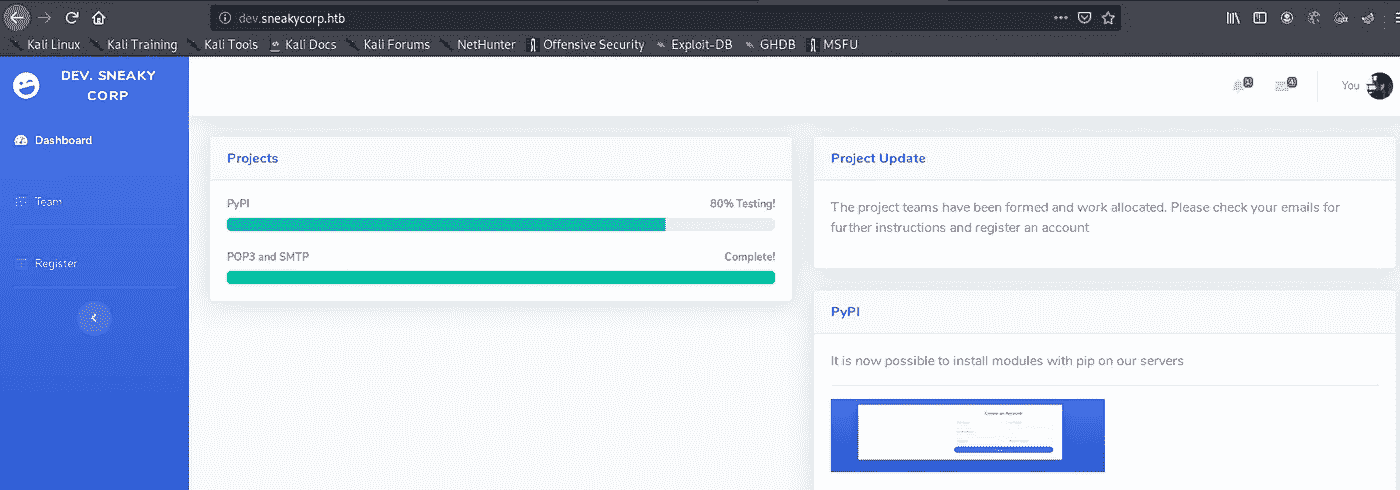 dev.sneakycorp.htb
Kali Linux Kali Training Kali Tools Kali Docs Kali Forums NetHunter Offensive Security Exploit-DB GHDB MSFU
DEV. SNEAKY
CORP
You
Dashboard
Team
Register
Projects
PyPI 80% Testing!
POP3 and SMTP Complete!
Project Update
The project teams have been formed and work allocated. Please check your emails for
further instructions and register an account
PyPI
It is now possible to install modules with pip on our servers